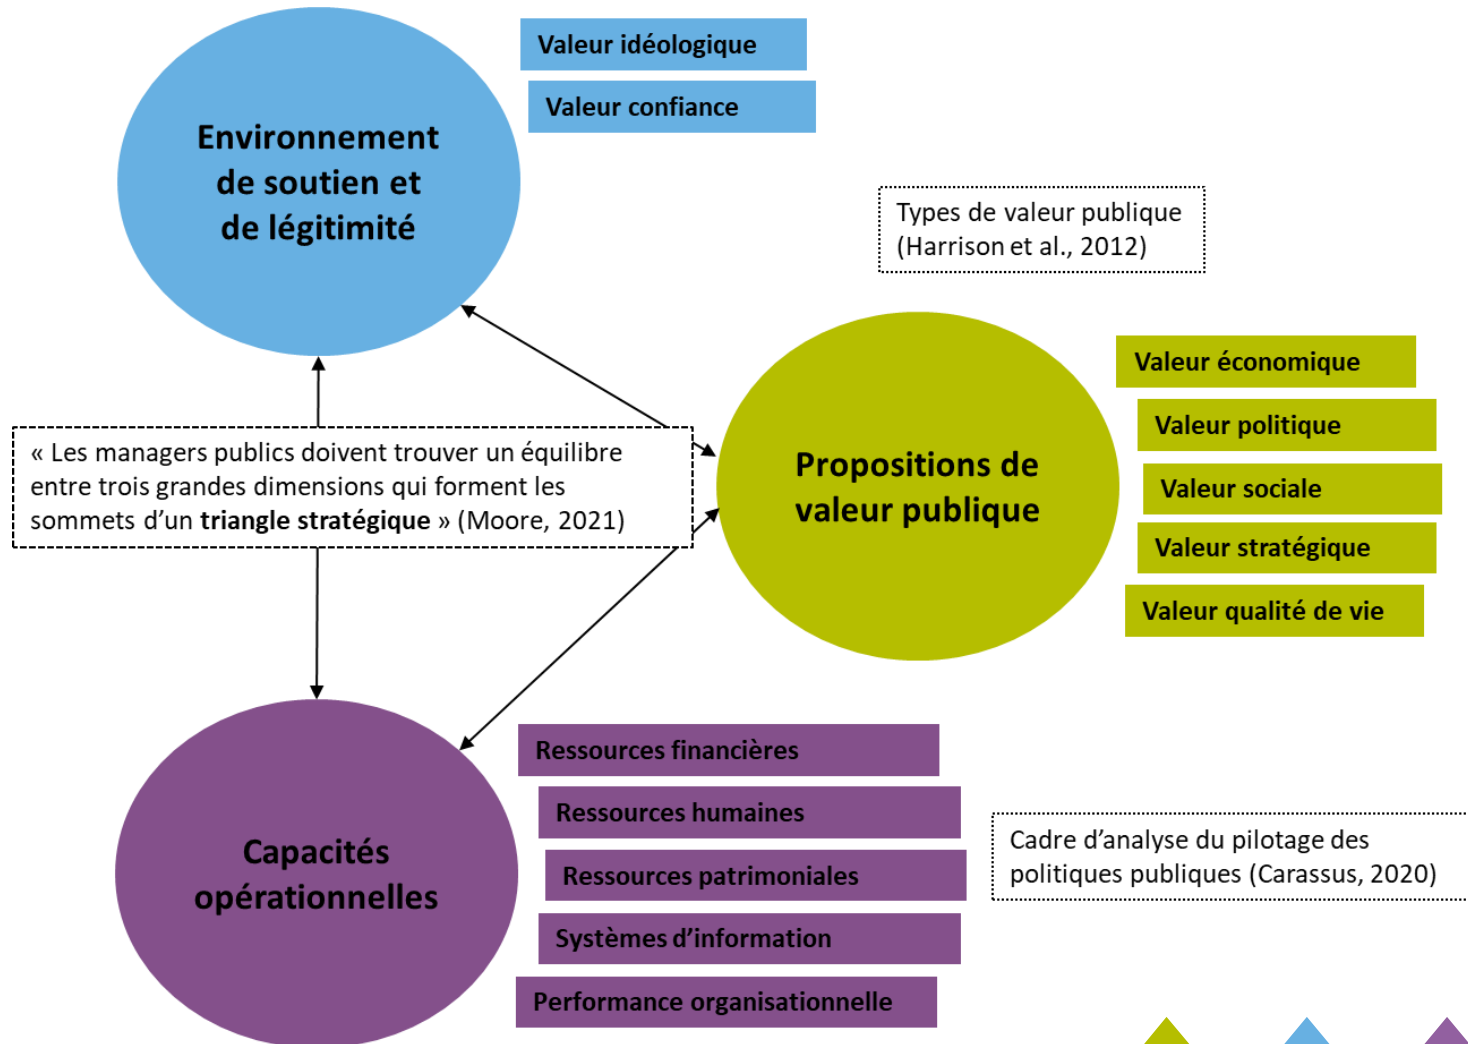 Valeur idéologique
Valeur confiance
Environnement
de soutien et
de légitimité
Types de valeur publique
(Harrison et al., 2012)
Valeur économique
Valeur politique
Valeur sociale
Valeur stratégique
Valeur qualité de vie
Propositions de
valeur publique
« Les managers publics doivent trouver un équilibre
entre trois grandes dimensions qui forment les
sommets d’un triangle stratégique » (Moore, 2021)
Ressources financières
Ressources humaines
Ressources patrimoniales
Systèmes d’information
Performance organisationnelle
Capacités
opérationnelles
Cadre d’analyse du pilotage des
politiques publiques (Carassus, 2020)